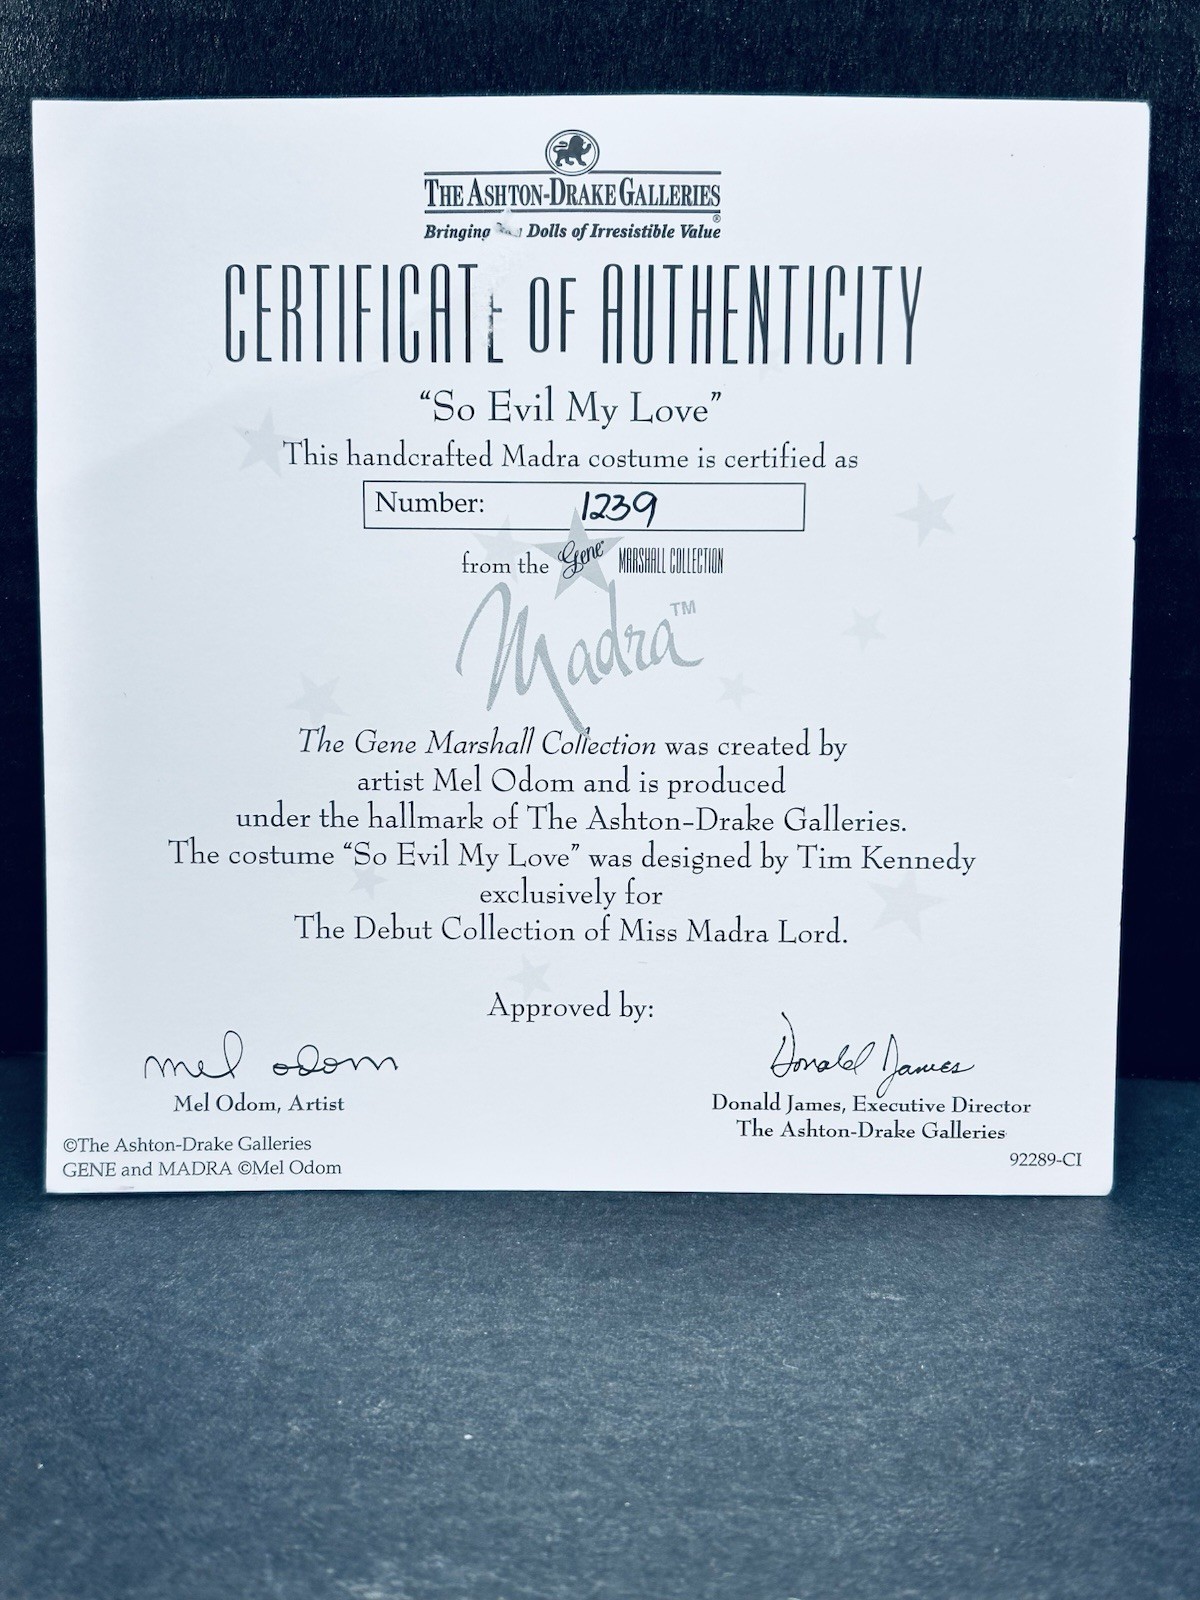 THE ASHTON-DRAKE GALLERIES
®
Bringing Dolls of Irresistible Value
CERTIFICATE OF AUTHENTICITY
“So Evil My Love”
This handcrafted Madra costume is certified as
Number: 1239
from the Gene MARSHALL COLLECTION
Madra™
The Gene Marshall Collection was created by
artist Mel Odom and is produced
under the hallmark of The Ashton-Drake Galleries.
The costume “So Evil My Love” was designed by Tim Kennedy
exclusively for
The Debut Collection of Miss Madra Lord.
Approved by:
mel odom
Mel Odom, Artist
Donald James
Donald James, Executive Director
The Ashton-Drake Galleries
©The Ashton-Drake Galleries
GENE and MADRA ©Mel Odom
92289-CI